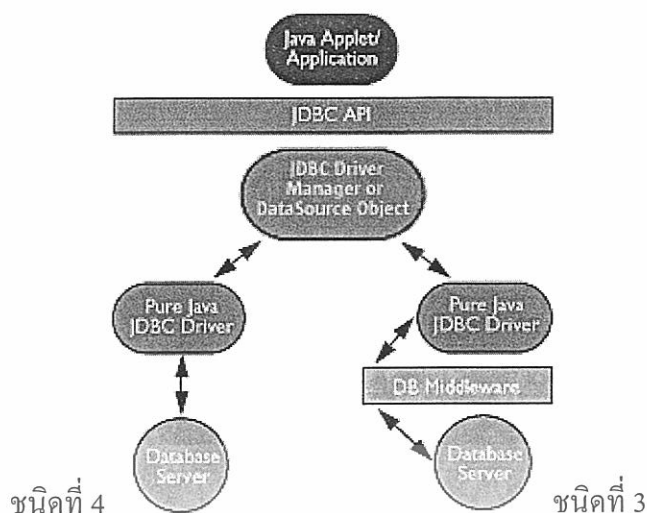 Java Applet/
Application
JDBC API
JDBC Driver
Manager or
DataSource Object
Pure Java
JDBC Driver
Pure Java
JDBC Driver
DB Middleware
Database
Server
Database
Server
ชนิดที่ 4
ชนิดที่ 3